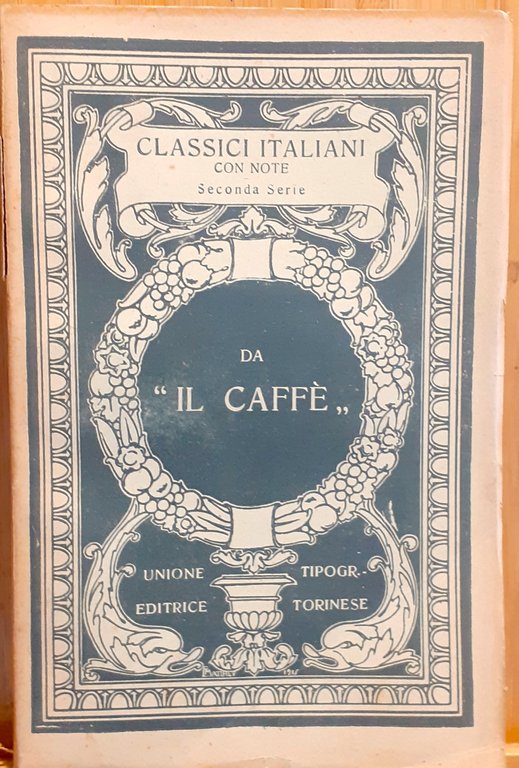 CLASSICI ITALIANI
CON NOTE
Seconda Serie
DA
“ IL CAFFÈ „
UNIONE TIPOGR.
EDITRICE TORINESE